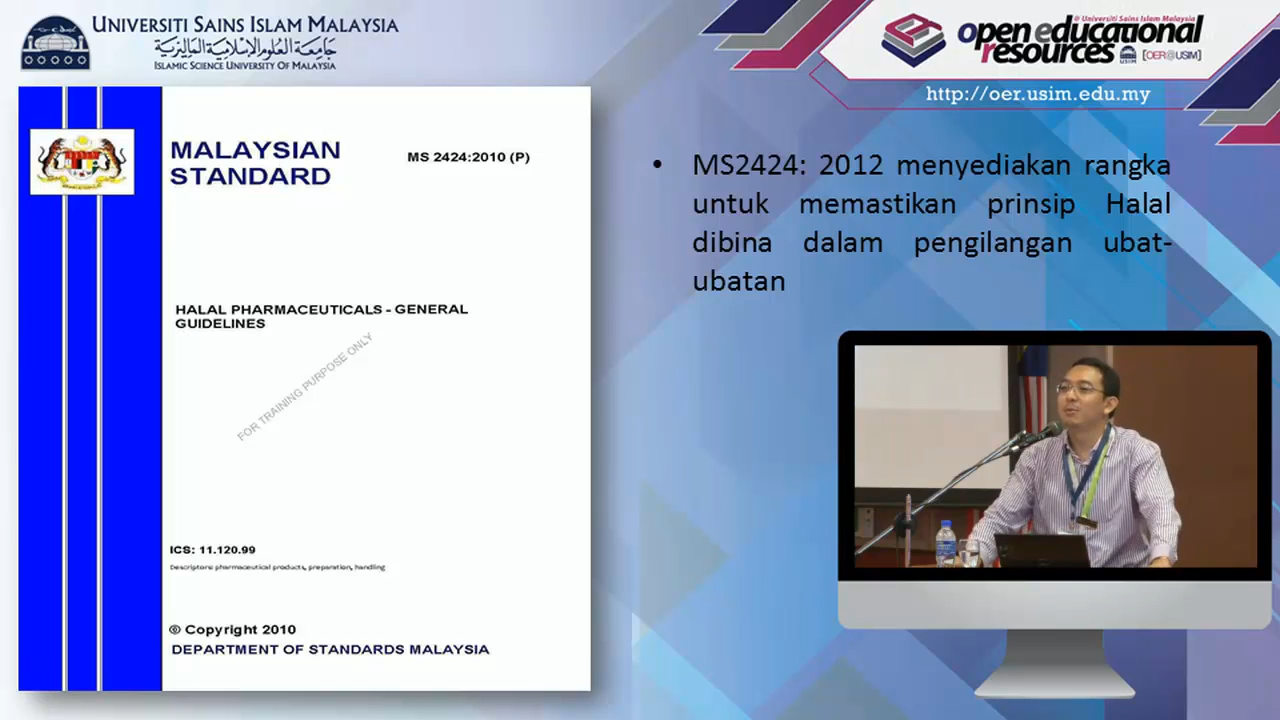 UNIVERSITI SAINS ISLAM MALAYSIA
جامعة العلوم الإسلامية الماليزية
ISLAMIC SCIENCE UNIVERSITY OF MALAYSIA
@ Universiti Sains Islam Malaysia
open educational
resources
USIM
[OER@USIM]
http://oer.usim.edu.my
MALAYSIAN
STANDARD
MS 2424:2010 (P)
HALAL PHARMACEUTICALS - GENERAL
GUIDELINES
FOR TRAINING PURPOSE ONLY
ICS: 11.120.99
Descriptors: pharmaceutical products, preparation, handling
© Copyright 2010
DEPARTMENT OF STANDARDS MALAYSIA
• MS2424: 2012 menyediakan rangka
untuk memastikan prinsip Halal
dibina dalam pengilangan ubat-
ubatan